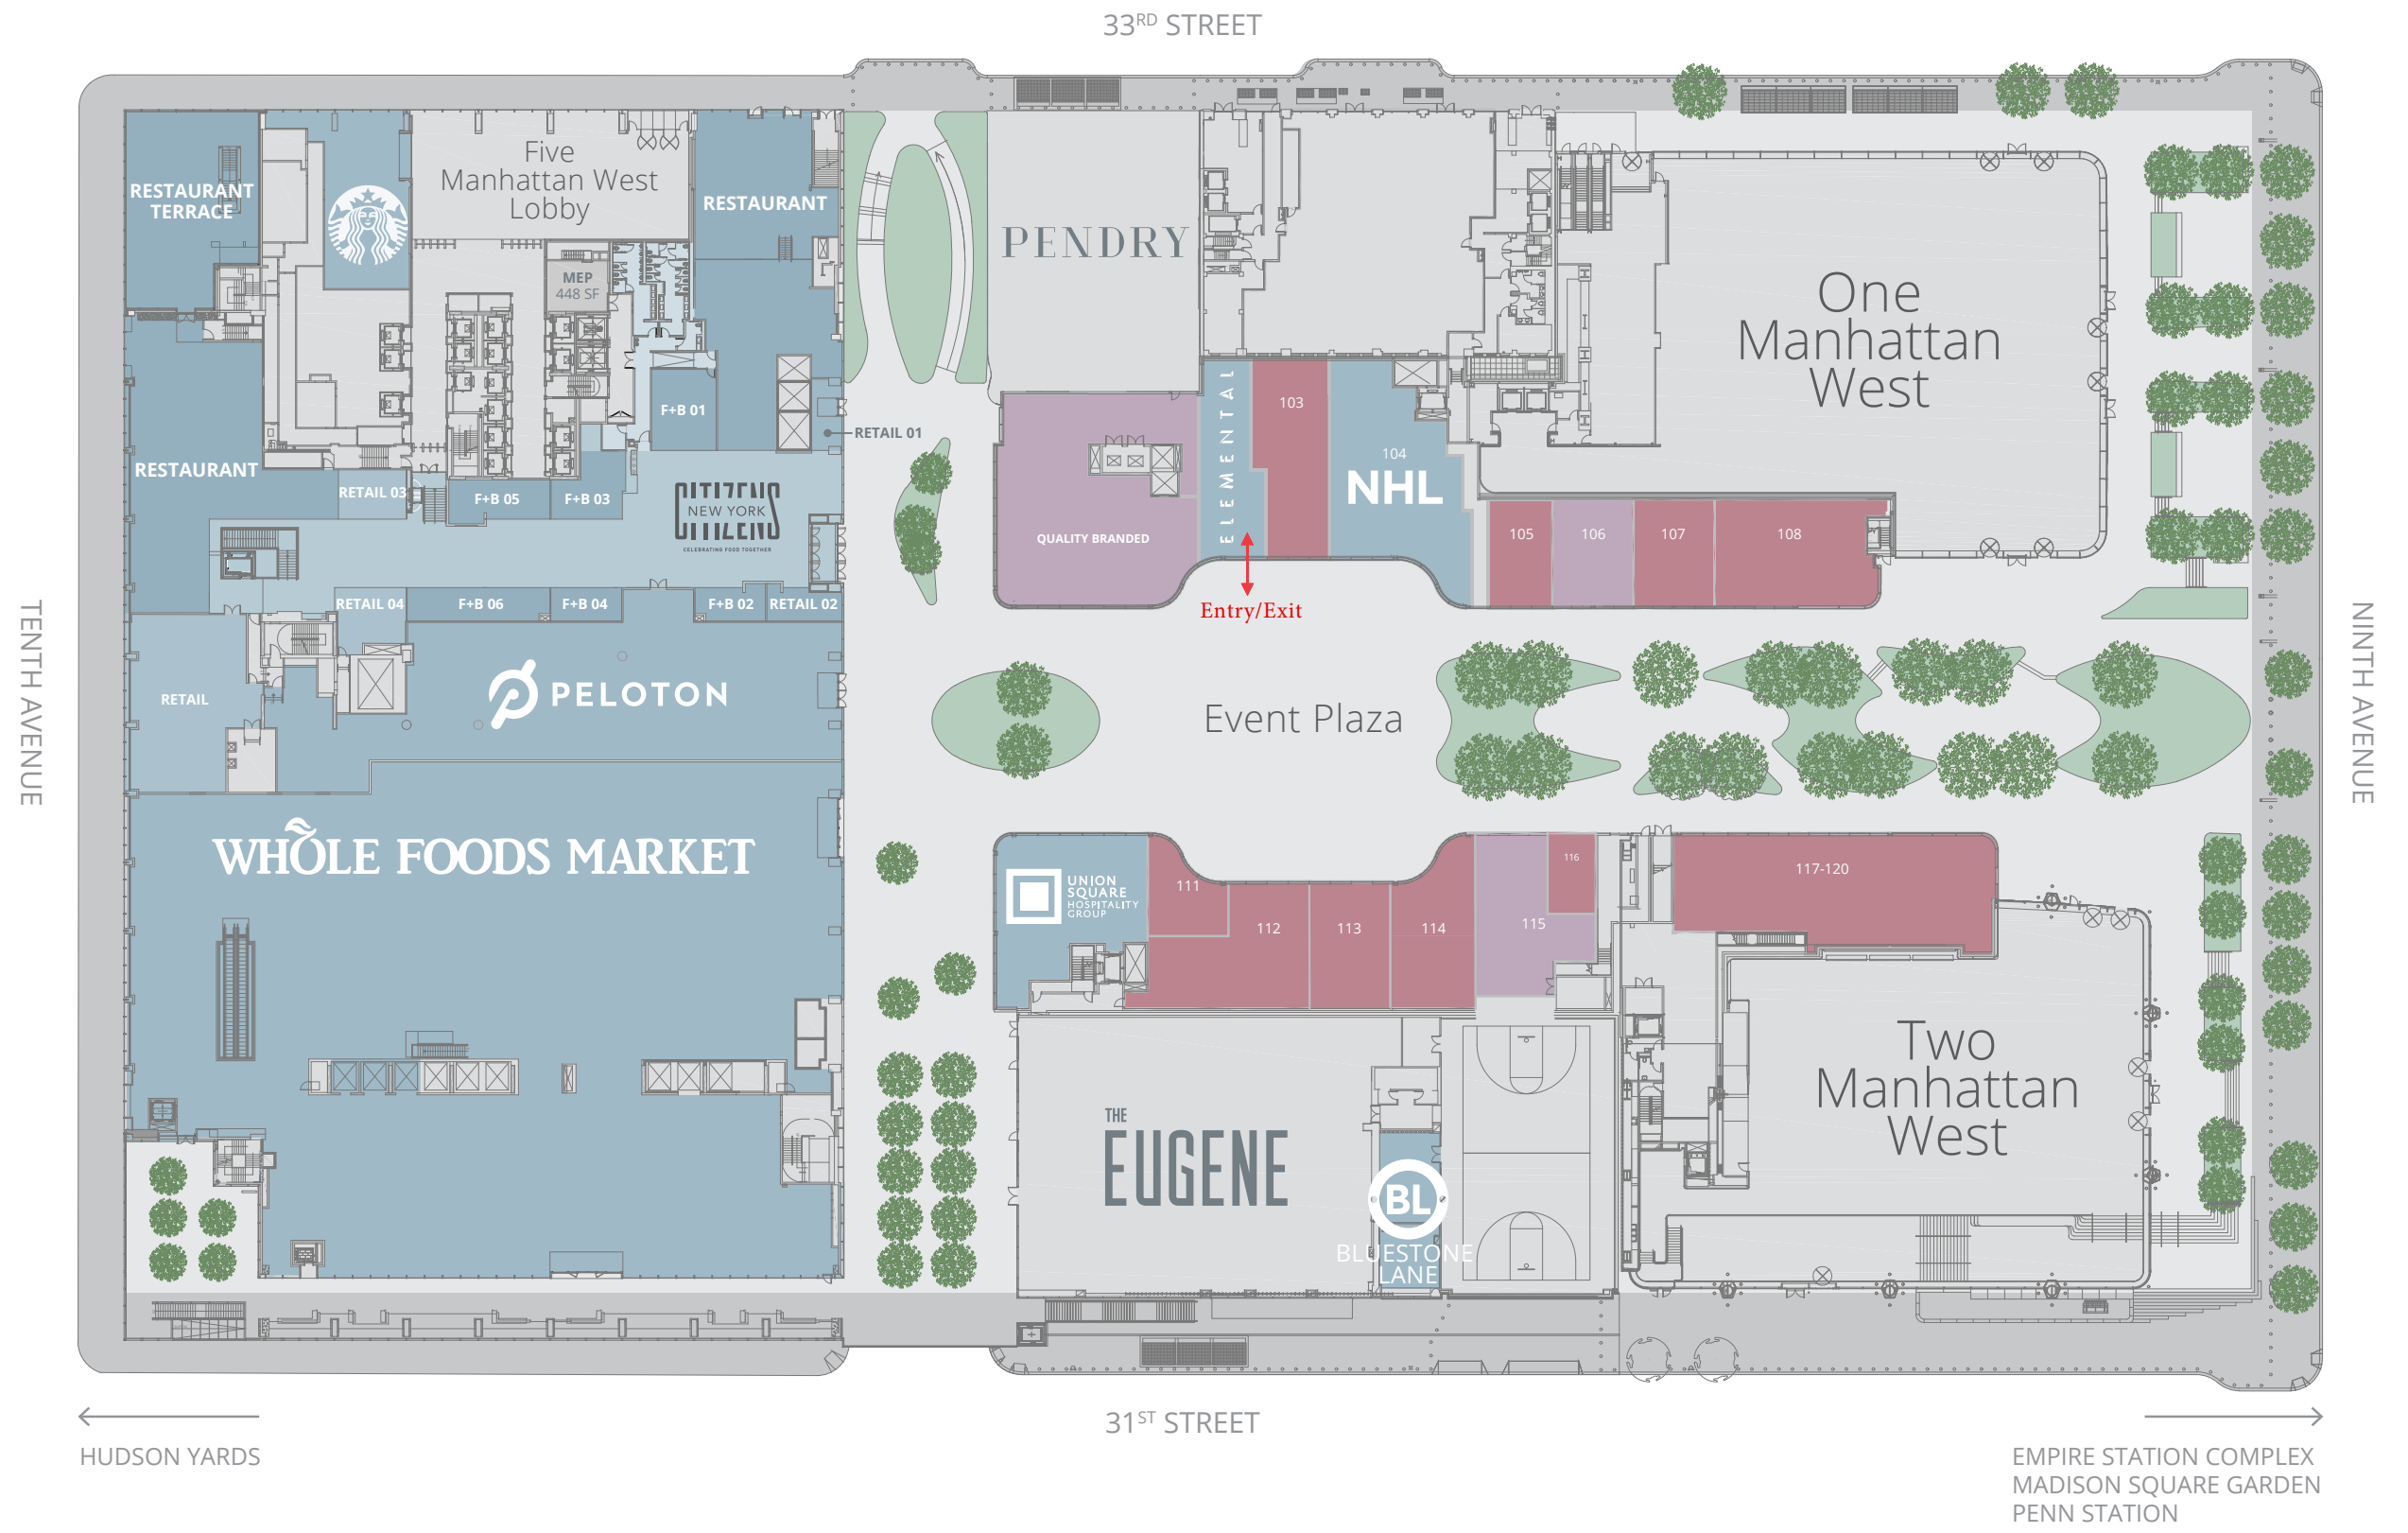 33RD STREET
TENTH AVENUE
NINTH AVENUE
RESTAURANT
TERRACE
Five
Manhattan West
Lobby
RESTAURANT
MEP
448 SF
F+B 01
RETAIL 01
RESTAURANT
RETAIL 03
F+B 05
F+B 03
CITIZENS
NEW YORK
CITIZENS
CELEBRATING FOOD TOGETHER
RETAIL 04
F+B 06
F+B 04
F+B 02
RETAIL 02
RETAIL
PELOTON
WHOLE FOODS MARKET
PENDRY
QUALITY BRANDED
ELEMENTAL
103
104
NHL
105
106
107
108
One
Manhattan
West
Entry/Exit
Event Plaza
UNION
SQUARE
HOSPITALITY
GROUP
111
112
113
114
115
116
117-120
THE
EUGENE
BL
BLUESTONE
LANE
Two
Manhattan
West
31ST STREET
HUDSON YARDS
EMPIRE STATION COMPLEX
MADISON SQUARE GARDEN
PENN STATION